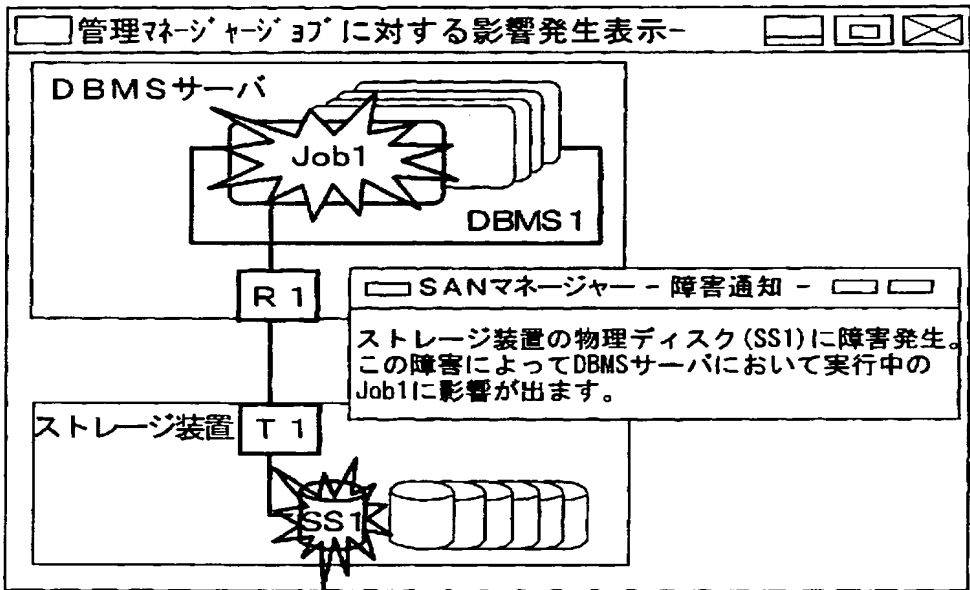 管理マネージャージョブに対する影響発生表示-
DBMSサーバ
Job1
DBMS1
R1
SANマネージャー - 障害通知 -
ストレージ装置の物理ディスク(SS1)に障害発生。
この障害によってDBMSサーバにおいて実行中の
Job1に影響が出ます。
ストレージ装置
T1
SS1